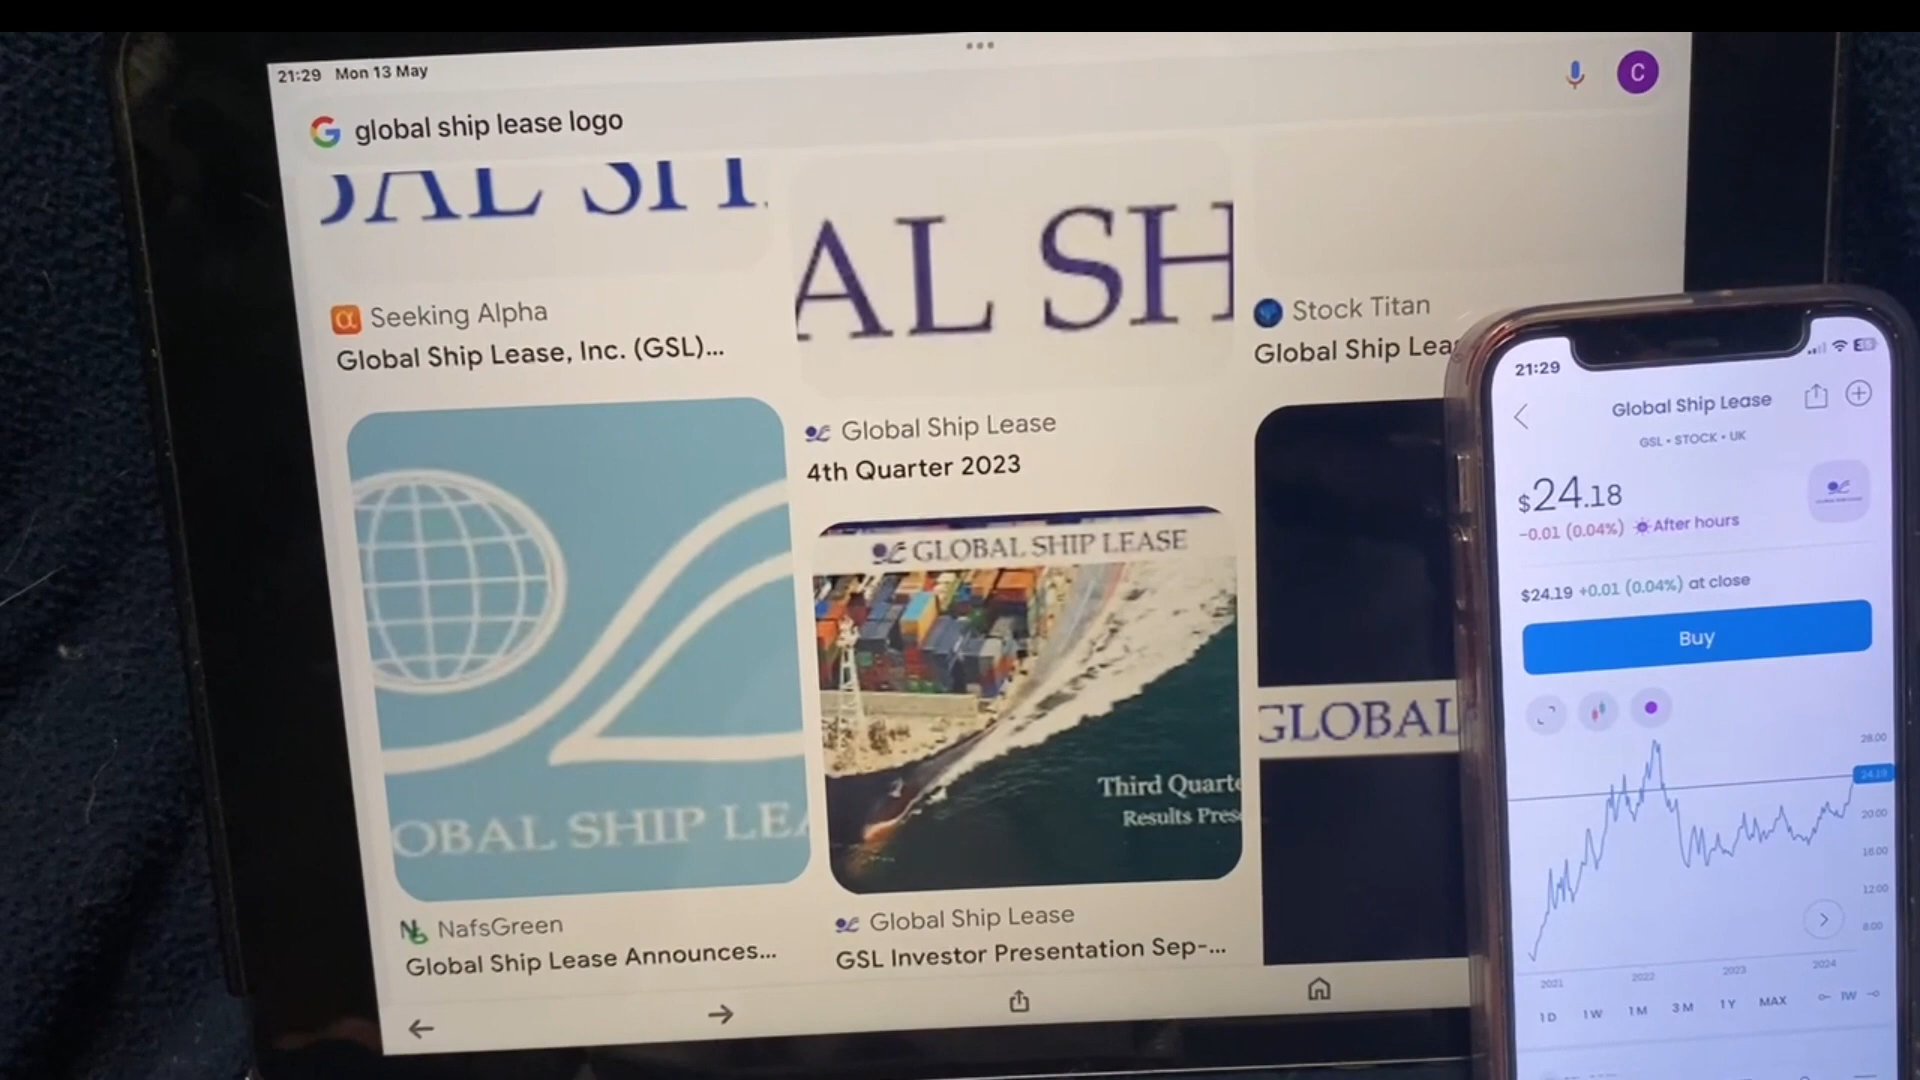 21:29 Mon 13 May
C
global ship lease logo
AL SH
Seeking Alpha
Global Ship Lease, Inc. (GSL)...
Stock Titan
Global Ship Lea
Global Ship Lease
4th Quarter 2023
OBAL SHIP LEA
GLOBAL SHIP LEASE
Third Quarte
Results Pres
GLOBAL
NafsGreen
Global Ship Lease Announces...
Global Ship Lease
GSL Investor Presentation Sep-...
21:29
Global Ship Lease
GSL • STOCK • UK
$24.18
-0.01 (0.04%) After hours
$24.19 +0.01 (0.04%) at close
Buy
28.00
24.19
20.00
16.00
12.00
8.00
2021 2022 2023 2024
1D 1W 1M 3M 1Y MAX 1W